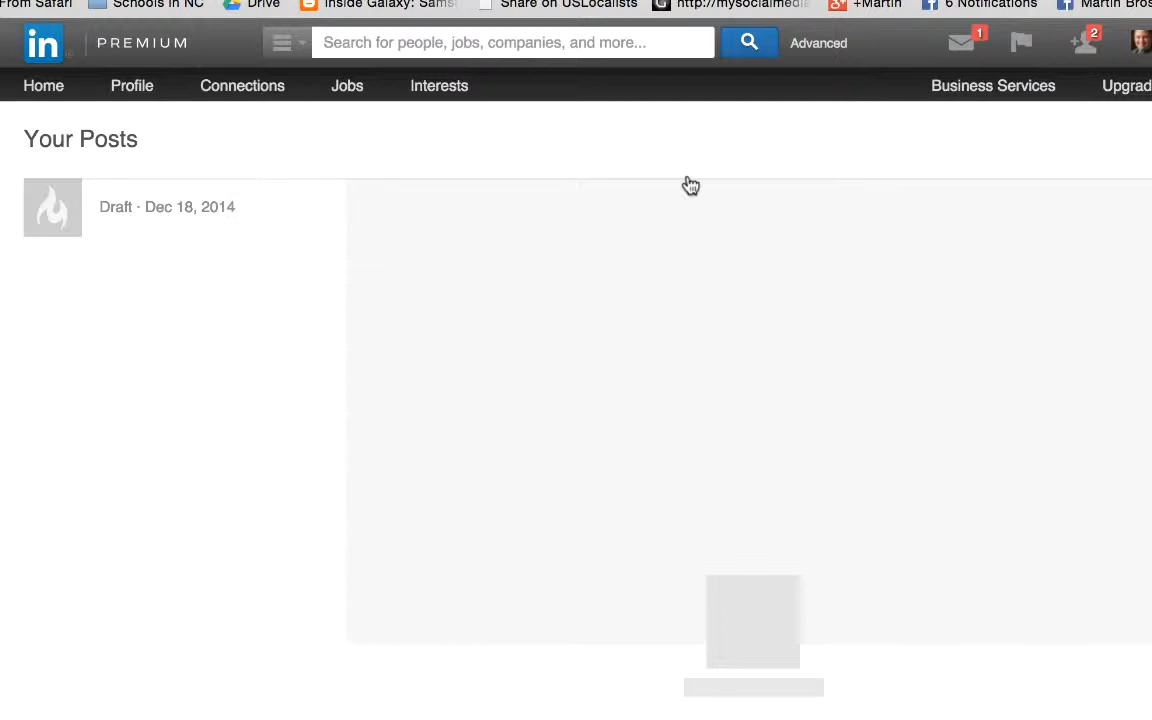 From Safari Schools in NC Drive Inside Galaxy: Sams Share on USLocalists http://mysocialmedia +Martin 6 Notifications Martin Bros
in PREMIUM Search for people, jobs, companies, and more... Advanced 1 2
Home Profile Connections Jobs Interests Business Services Upgrad
Your Posts
Draft · Dec 18, 2014